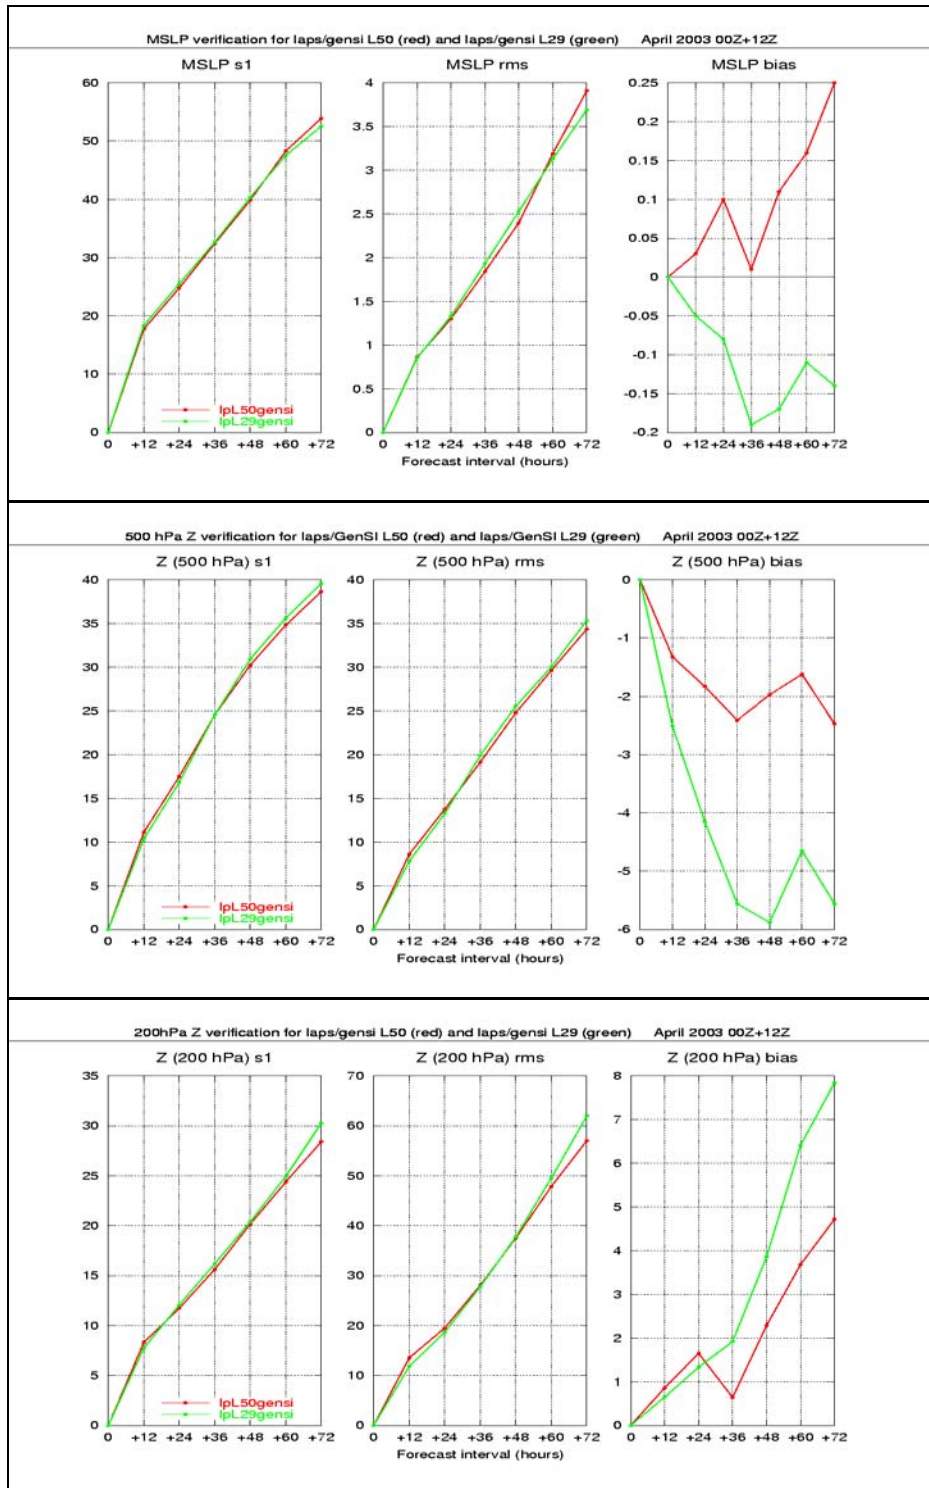 MSLP verification for laps/gensi L50 (red) and laps/gensi L29 (green) April 2003 00Z+12Z
MSLP s1
60
50
40
30
20
10
0
0 +12 +24 +36 +48 +60 +72
lpL50gensi
lpL29gensi
MSLP rms
4
3.5
3
2.5
2
1.5
1
0.5
0
0 +12 +24 +36 +48 +60 +72
Forecast interval (hours)
MSLP bias
0.25
0.2
0.15
0.1
0.05
0
-0.05
-0.1
-0.15
-0.2
0 +12 +24 +36 +48 +60 +72
500 hPa Z verification for laps/GenSI L50 (red) and laps/GenSI L29 (green) April 2003 00Z+12Z
Z (500 hPa) s1
40
35
30
25
20
15
10
5
0
0 +12 +24 +36 +48 +60 +72
lpL50gensi
lpL29gensi
Z (500 hPa) rms
40
35
30
25
20
15
10
5
0
0 +12 +24 +36 +48 +60 +72
Forecast interval (hours)
Z (500 hPa) bias
0
-1
-2
-3
-4
-5
-6
0 +12 +24 +36 +48 +60 +72
200hPa Z verification for laps/gensi L50 (red) and laps/gensi L29 (green) April 2003 00Z+12Z
Z (200 hPa) s1
35
30
25
20
15
10
5
0
0 +12 +24 +36 +48 +60 +72
lpL50gensi
lpL29gensi
Z (200 hPa) rms
70
60
50
40
30
20
10
0
0 +12 +24 +36 +48 +60 +72
Forecast interval (hours)
Z (200 hPa) bias
8
7
6
5
4
3
2
1
0
0 +12 +24 +36 +48 +60 +72